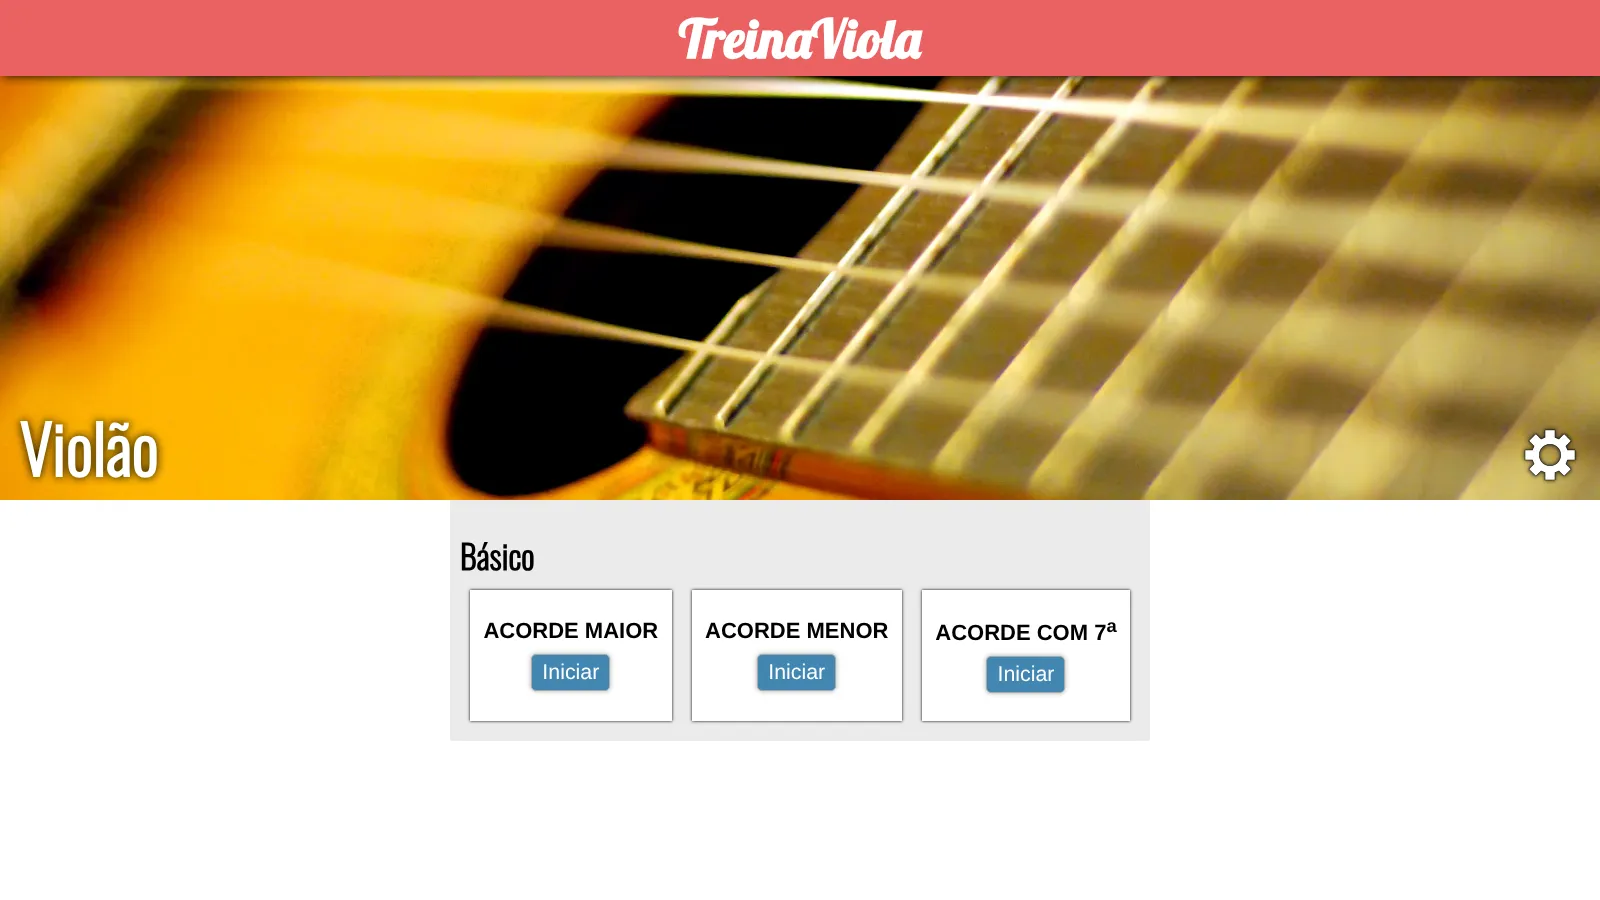 TreinaViola
Violão
Básico
ACORDE MAIOR
Iniciar
ACORDE MENOR
Iniciar
ACORDE COM 7ª
Iniciar